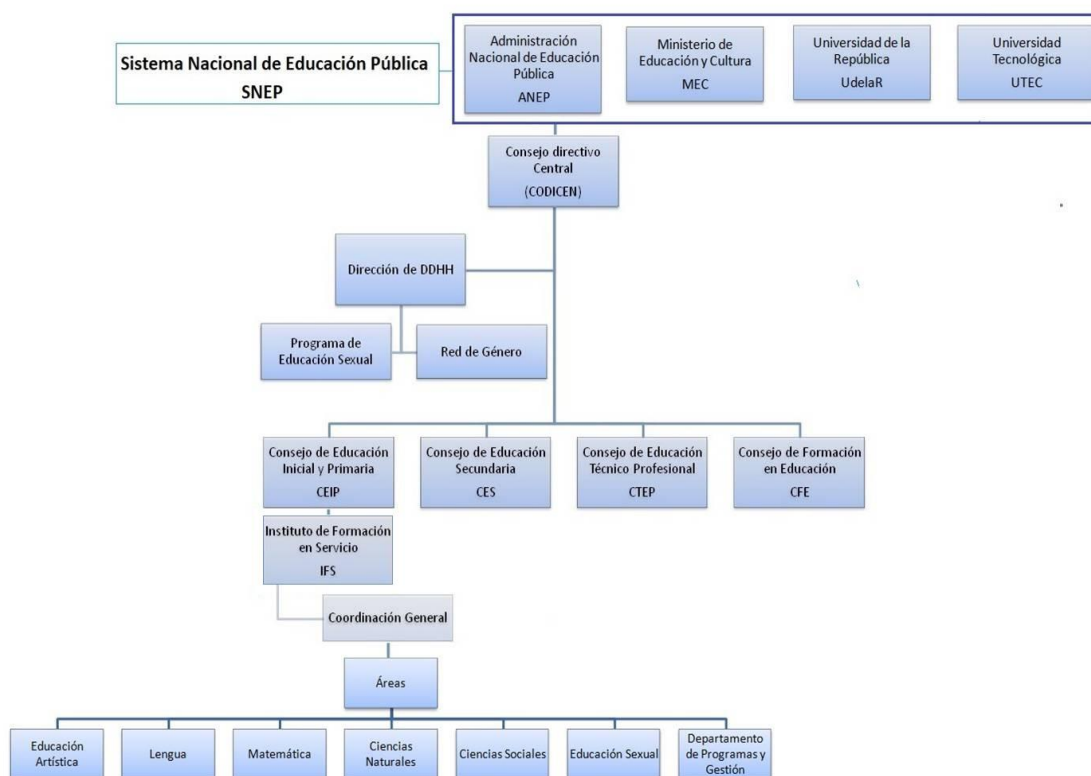 Sistema Nacional de Educación Pública
SNEP
Administración
Nacional de Educación
Pública
ANEP
Ministerio de
Educación y Cultura
MEC
Universidad de la
República
UdelaR
Universidad
Tecnológica
UTEC
Consejo directivo
Central
(CODICEN)
Dirección de DDHH
Programa de
Educación Sexual
Red de Género
Consejo de Educación
Inicial y Primaria
CEIP
Consejo de Educación
Secundaria
CES
Consejo de Educación
Técnico Profesional
CTEP
Consejo de Formación
en Educación
CFE
Instituto de Formación
en Servicio
IFS
Coordinación General
Áreas
Educación
Artística
Lengua
Matemática
Ciencias
Naturales
Ciencias Sociales
Educación Sexual
Departamento
de Programas y
Gestión